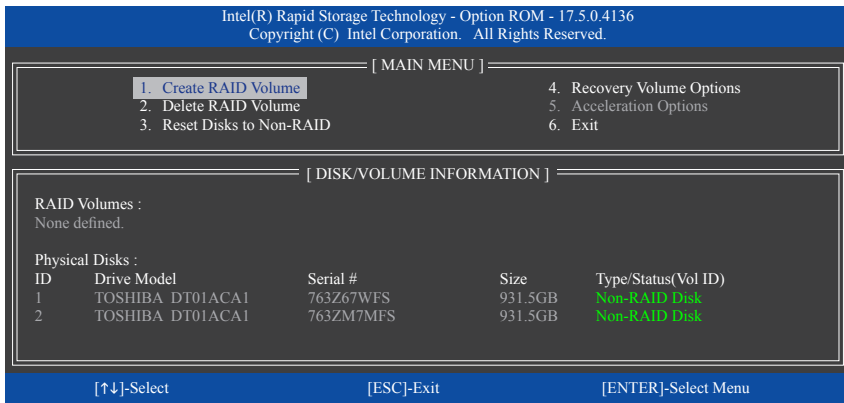 Intel(R) Rapid Storage Technology - Option ROM - 17.5.0.4136
Copyright (C) Intel Corporation. All Rights Reserved.
[ MAIN MENU ]
1. Create RAID Volume
2. Delete RAID Volume
3. Reset Disks to Non-RAID
4. Recovery Volume Options
5. Acceleration Options
6. Exit
[ DISK/VOLUME INFORMATION ]
RAID Volumes :
None defined.
Physical Disks :
ID Drive Model Serial # Size Type/Status(Vol ID)
1 TOSHIBA DT01ACA1 763Z67WFS 931.5GB Non-RAID Disk
2 TOSHIBA DT01ACA1 763ZM7MFS 931.5GB Non-RAID Disk
[↑↓]-Select [ESC]-Exit [ENTER]-Select Menu